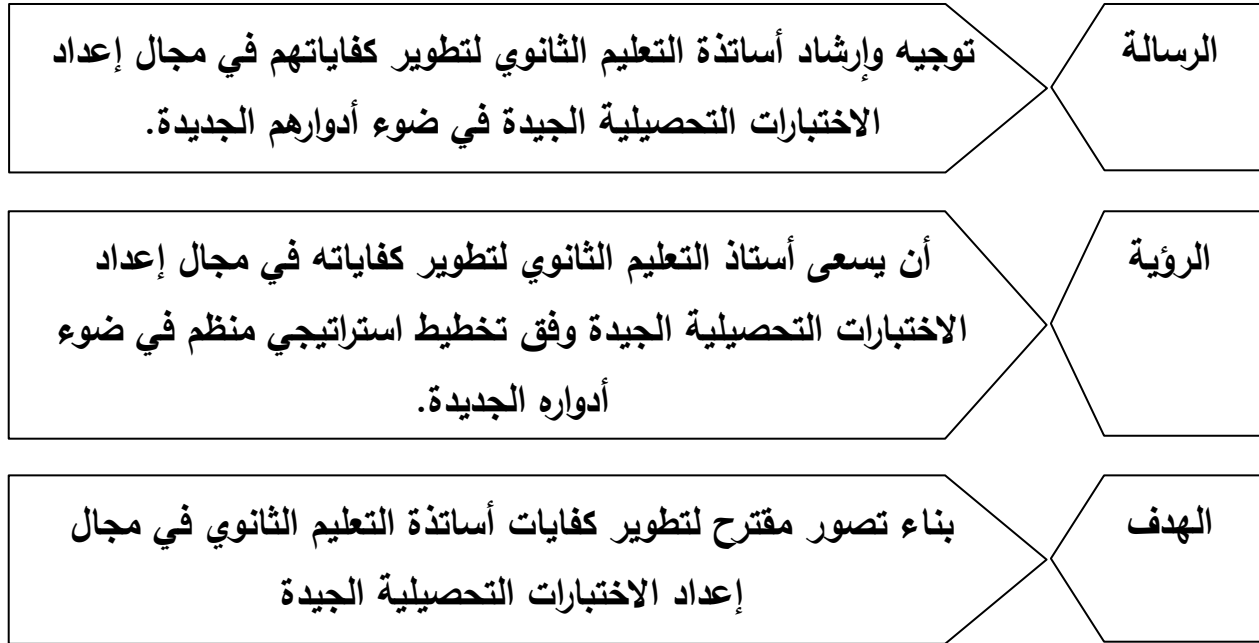 الرسالة
توجيه وإرشاد أساتذة التعليم الثانوي لتطوير كفاياتهم في مجال إعداد
الاختبارات التحصيلية الجيدة في ضوء أدوارهم الجديدة.
الرؤية
أن يسعى أستاذ التعليم الثانوي لتطوير كفاياته في مجال إعداد
الاختبارات التحصيلية الجيدة وفق تخطيط استراتيجي منظم في ضوء
أدواره الجديدة.
الهدف
بناء تصور مقترح لتطوير كفايات أساتذة التعليم الثانوي في مجال
إعداد الاختبارات التحصيلية الجيدة